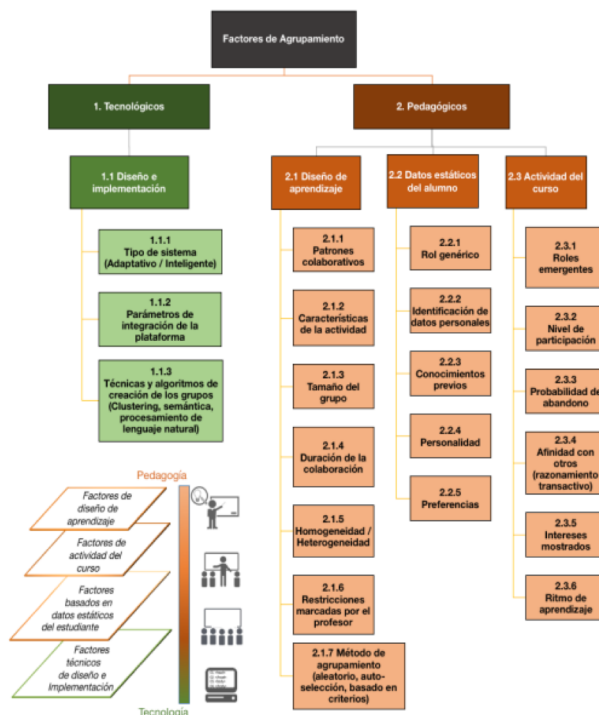 Factores de Agrupamiento
1. Tecnológicos
2. Pedagógicos
1.1 Diseño e
implementación
2.1 Diseño de
aprendizaje
2.2 Datos estáticos
del alumno
2.3 Actividad del
curso
1.1.1
Tipo de sistema
(Adaptativo / Inteligente)
1.1.2
Parámetros de
integración de la
plataforma
1.1.3
Técnicas y algoritmos de
creación de los grupos
(Clustering, semántica,
procesamiento de
lenguaje natural)
2.1.1
Patrones
colaborativos
2.1.2
Características
de la actividad
2.1.3
Tamaño del
grupo
2.1.4
Duración de la
colaboración
2.1.5
Homogeneidad /
Heterogeneidad
2.1.6
Restricciones
marcadas por el
profesor
2.1.7 Método de
agrupamiento
(aleatorio, auto-
selección, basado en
criterios)
2.2.1
Rol genérico
2.2.2
Identificación de
datos personales
2.2.3
Conocimientos
previos
2.2.4
Personalidad
2.2.5
Preferencias
2.3.1
Roles
emergentes
2.3.2
Nivel de
participación
2.3.3
Probabilidad de
abandono
2.3.4
Afinidad con
otros
(razonamiento
transactivo)
2.3.5
Intereses
mostrados
2.3.6
Ritmo de
aprendizaje
Pedagogía
Factores de
diseño de
aprendizaje
Factores de
actividad del
curso
Factores
basados en
datos estáticos
del estudiante
Factores
técnicos de
diseño e
Implementación
Tecnología